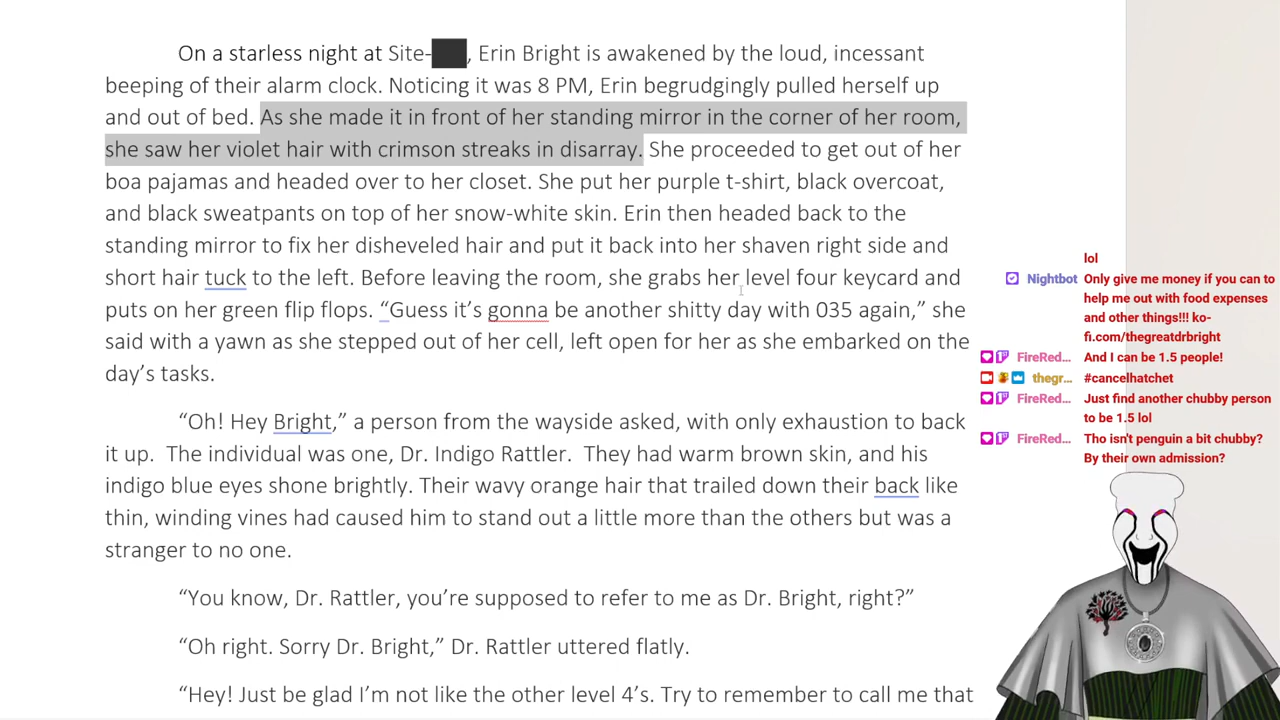 On a starless night at Site- , Erin Bright is awakened by the loud, incessant
beeping of their alarm clock. Noticing it was 8 PM, Erin begrudgingly pulled herself up
and out of bed. As she made it in front of her standing mirror in the corner of her room,
she saw her violet hair with crimson streaks in disarray. She proceeded to get out of her
boa pajamas and headed over to her closet. She put her purple t-shirt, black overcoat,
and black sweatpants on top of her snow-white skin. Erin then headed back to the
standing mirror to fix her disheveled hair and put it back into her shaven right side and
short hair tuck to the left. Before leaving the room, she grabs her level four keycard and
puts on her green flip flops. “Guess it’s gonna be another shitty day with 035 again,” she
said with a yawn as she stepped out of her cell, left open for her as she embarked on the
day’s tasks.
“Oh! Hey Bright,” a person from the wayside asked, with only exhaustion to back
it up.  The individual was one, Dr. Indigo Rattler.  They had warm brown skin, and his
indigo blue eyes shone brightly. Their wavy orange hair that trailed down their back like
thin, winding vines had caused him to stand out a little more than the others but was a
stranger to no one.
“You know, Dr. Rattler, you’re supposed to refer to me as Dr. Bright, right?”
“Oh right. Sorry Dr. Bright,” Dr. Rattler uttered flatly.
“Hey! Just be glad I’m not like the other level 4’s. Try to remember to call me that
lol
Nightbot Only give me money if you can to
help me out with food expenses
and other things!!! ko-
fi.com/thegreatdrbright
FireRed... And I can be 1.5 people!
thegr... #cancelhatchet
FireRed... Just find another chubby person
to be 1.5 lol
FireRed... Tho isn't penguin a bit chubby?
By their own admission?